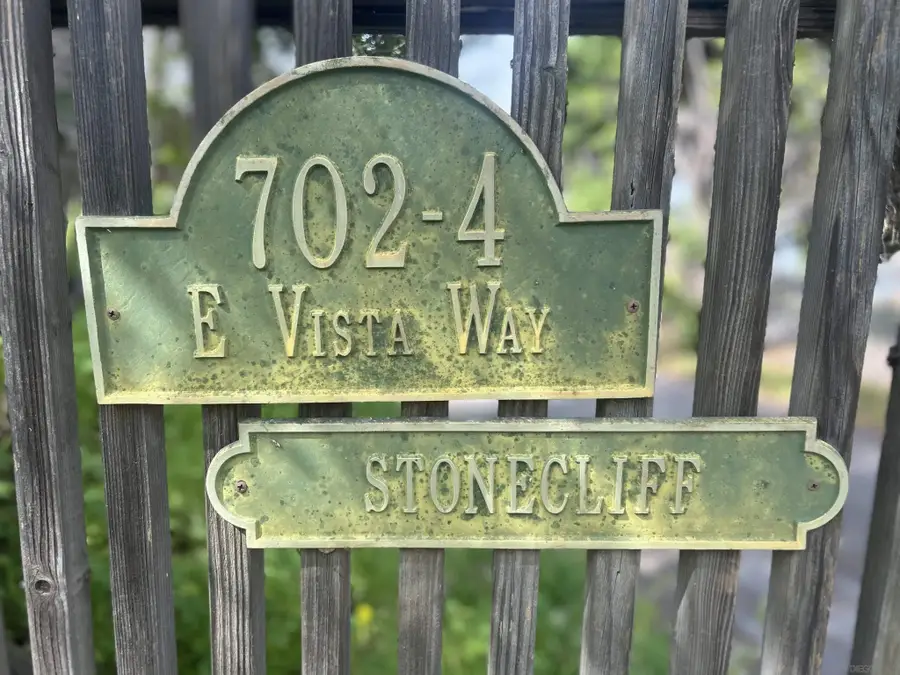 702-4
E VISTA WAY
STONECLIFF